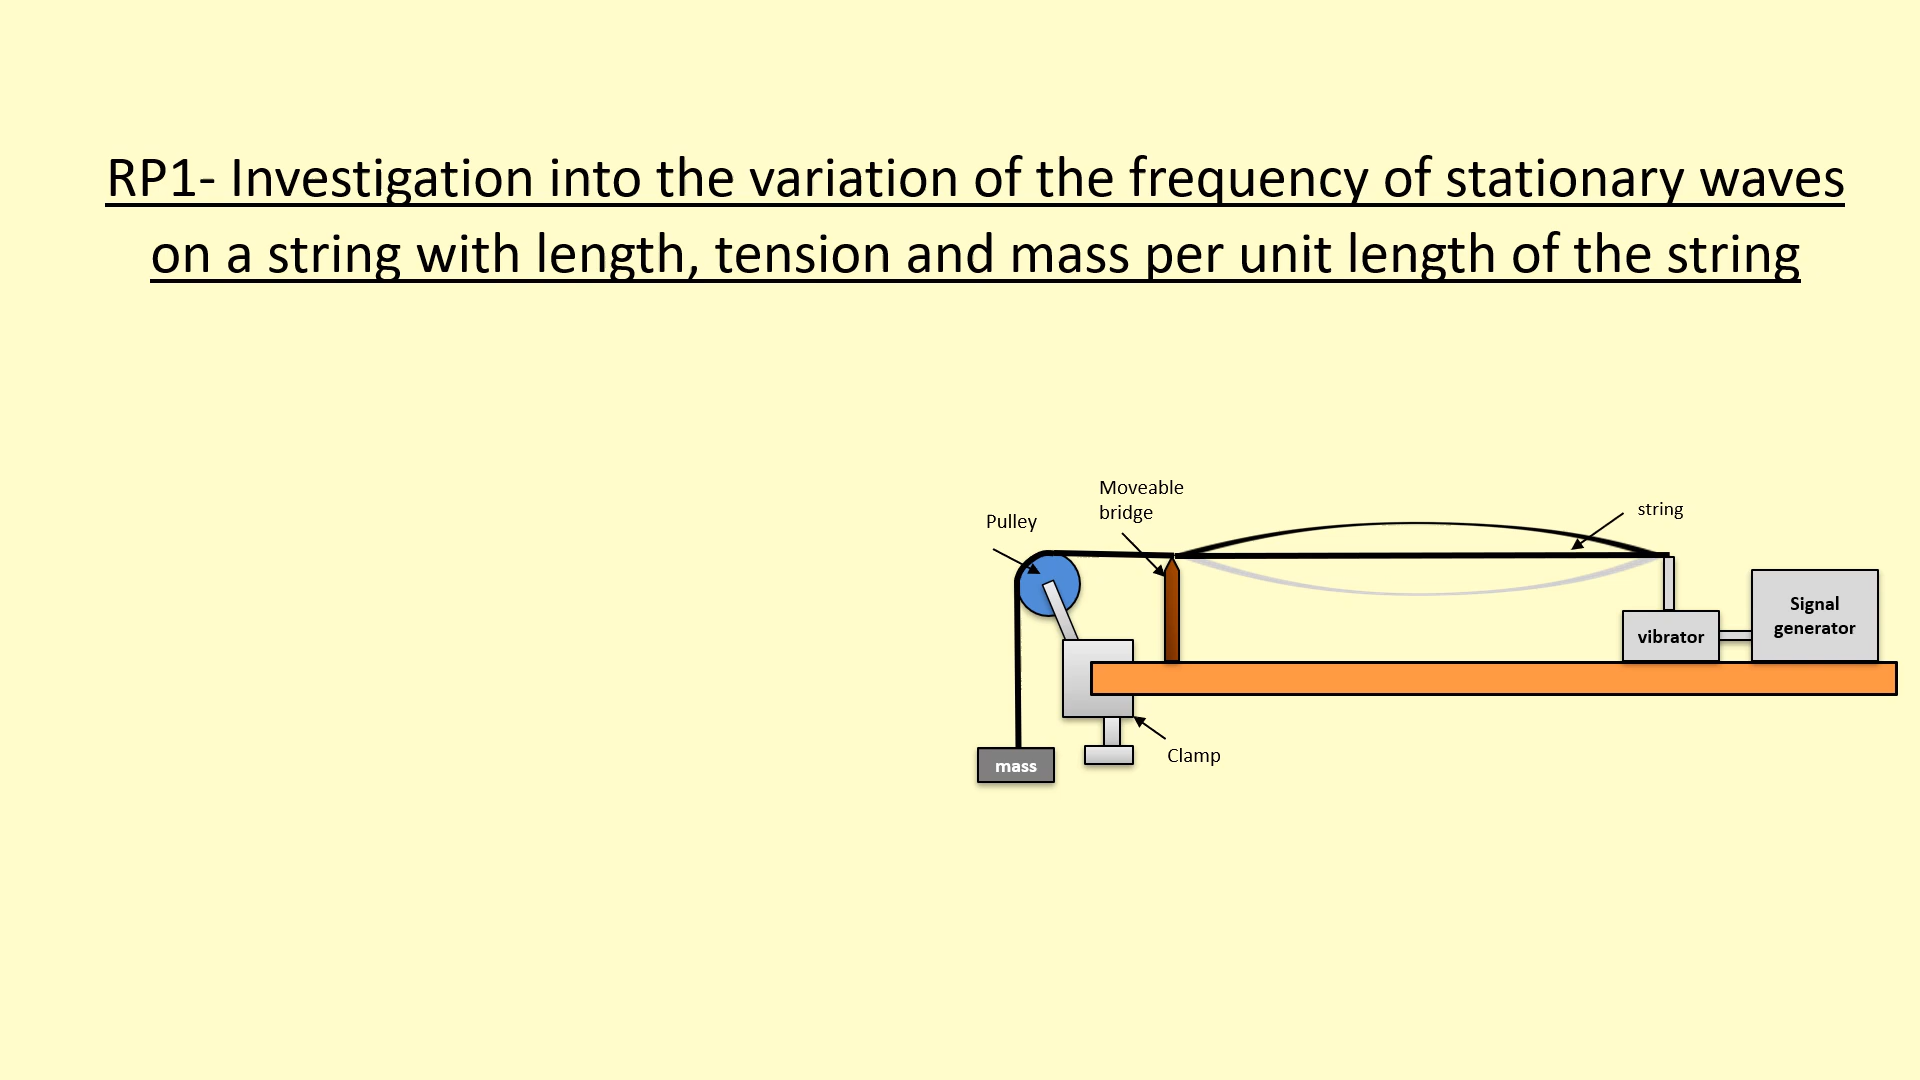 RP1- Investigation into the variation of the frequency of stationary waves
on a string with length, tension and mass per unit length of the string
Moveable
bridge
Pulley
string
Signal
generator
vibrator
Clamp
mass